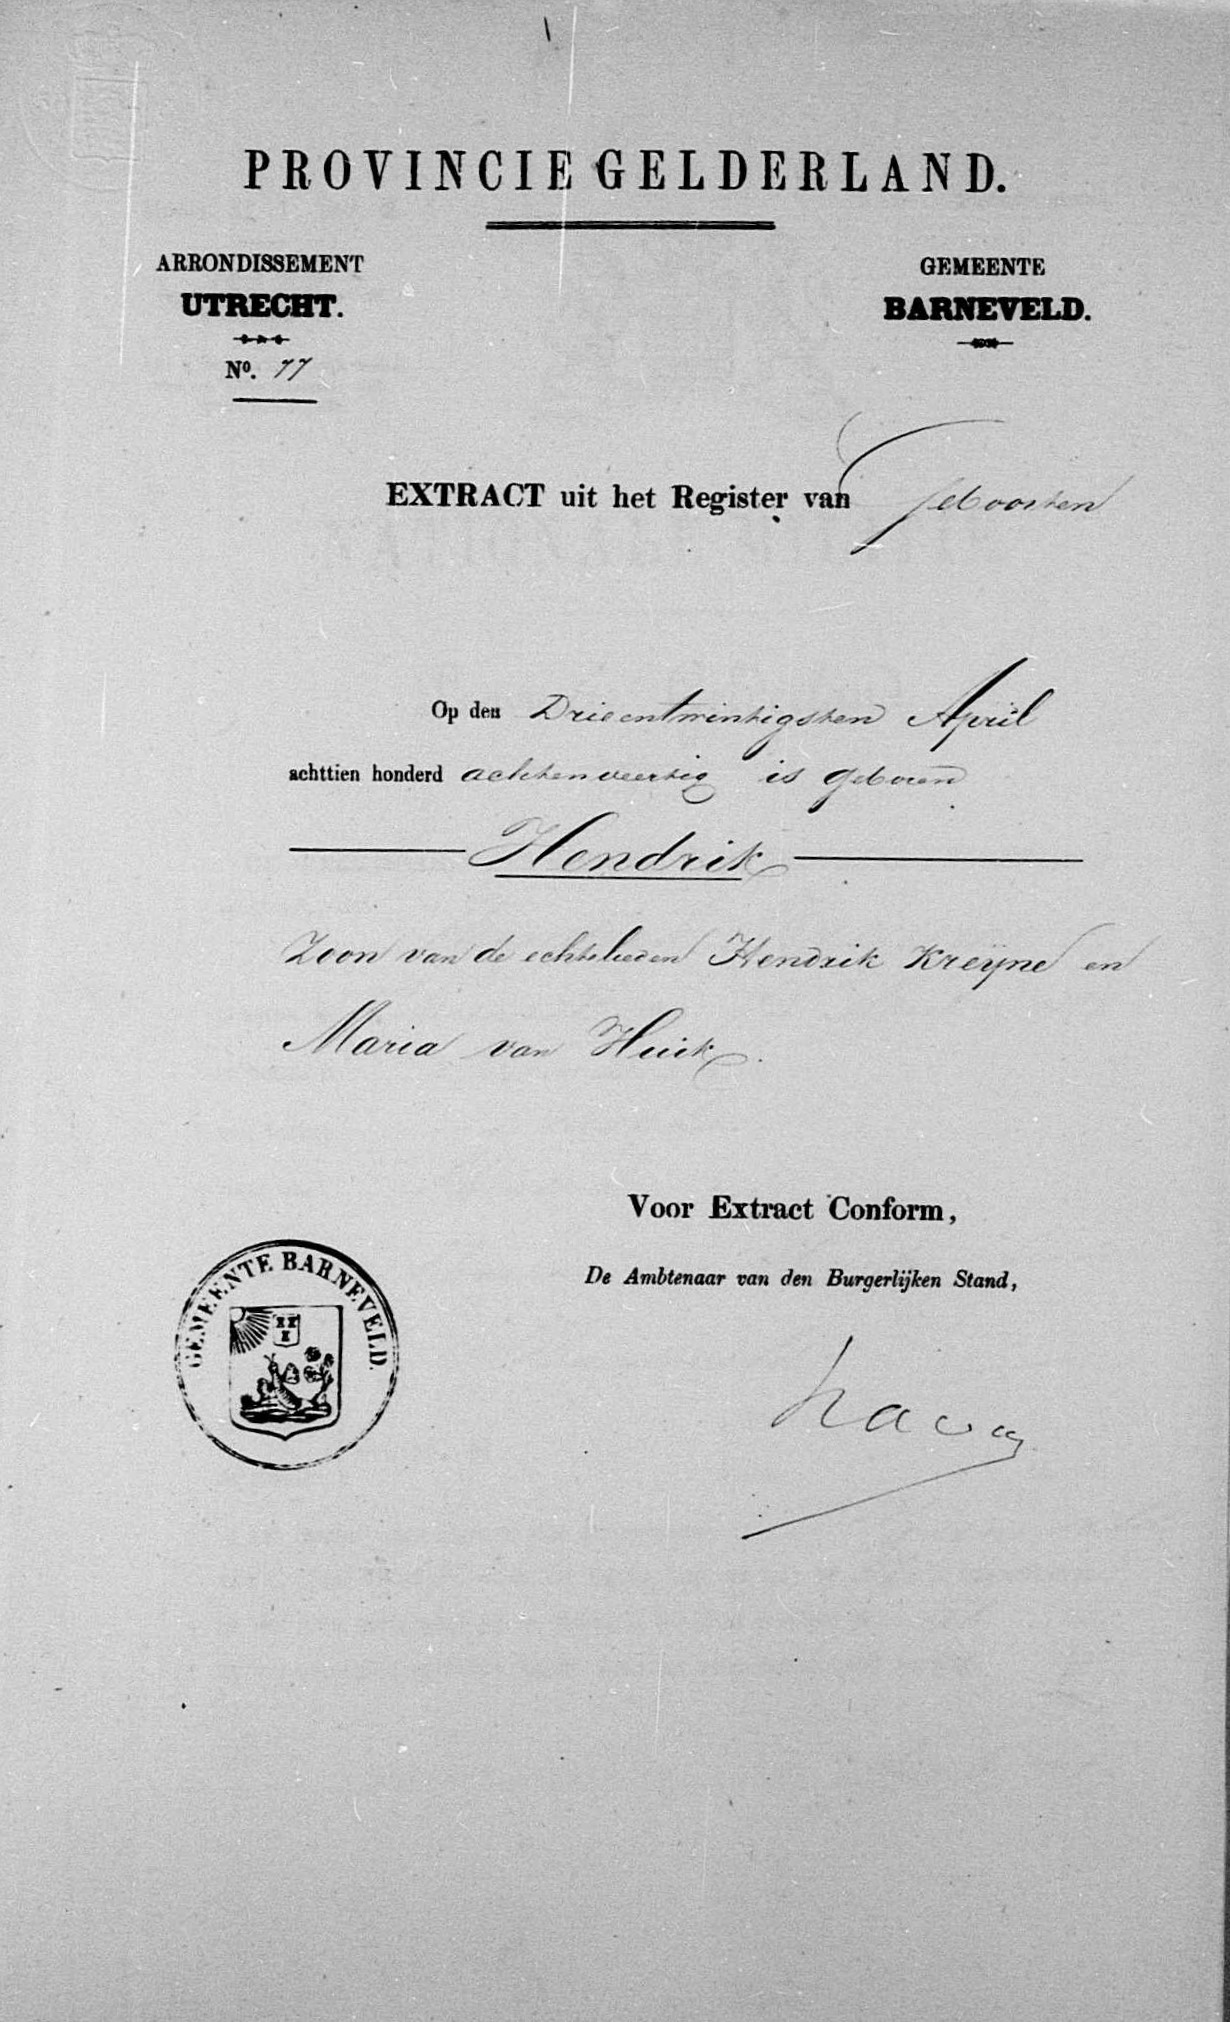 PROVINCIE GELDERLAND.
ARRONDISSEMENT
UTRECHT.
No. 77
GEMEENTE
BARNEVELD.
EXTRACT uit het Register van Geboorten
Op den Drieentwintigsten April
achttien honderd achtenveertig is geboren
Hendrik
Zoon van de echtelieden Hendrik Kreyne en
Maria van Huik.
Voor Extract Conform,
De Ambtenaar van den Burgerlijken Stand,
GEMEENTE BARNEVELD.